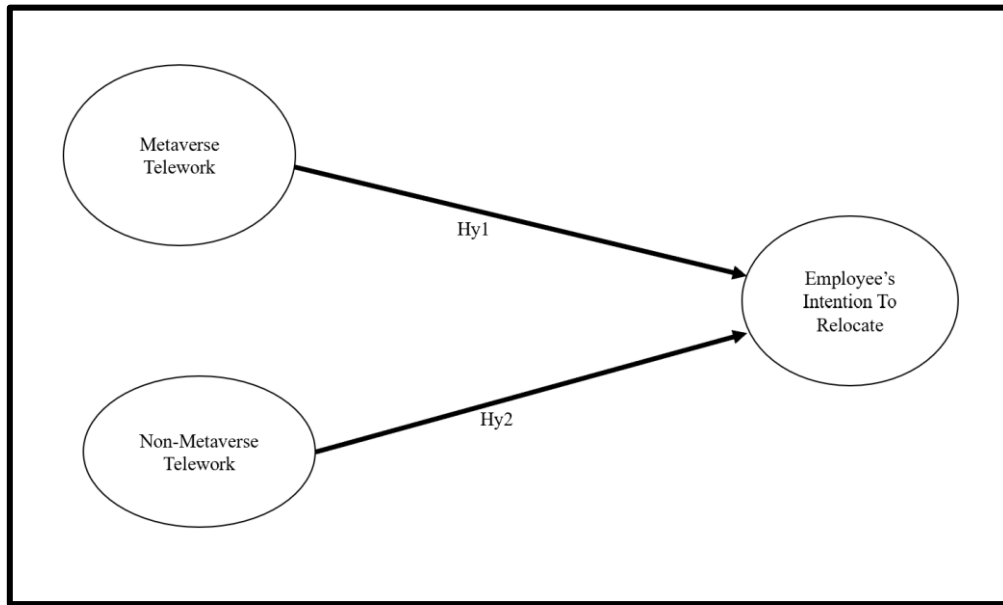 Metaverse
Telework
Hy1
Employee's
Intention To
Relocate
Hy2
Non-Metaverse
Telework